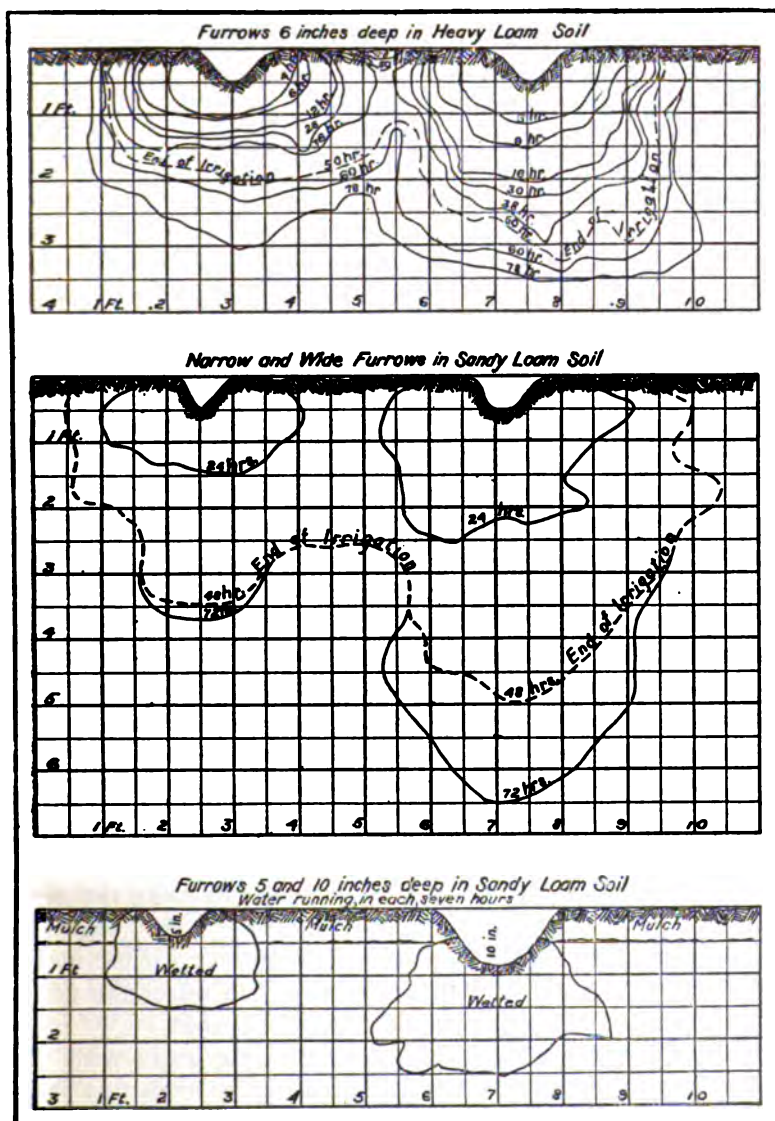 Furrows 6 inches deep in Heavy Loam Soil
6 hr.
12
1 Ft.
6 hr.
End of Irrigation
50 hr.
60 hr
78 hr
2
30 hr.
38 hr.
60 hr.
End of Irrigation
60 hr
78 hr.
3
4 1 Ft. .2 3 4 5 6 7 8 .9 10
Narrow and Wide Furrows in Sandy Loam Soil
1 Ft.
24 hrs.
2
24 hrs
End of Irrigation
3
48 hr.
72
4
End of Irrigation
48 hrs.
5
6
72 hrs.
1 Ft. 2 3 4 5 6 7 8 9 10
Furrows 5 and 10 inches deep in Sandy Loam Soil
Water running, in each, seven hours
Mulch 5 in. Mulch 10 in. Mulch
1 Ft Wetted
Wetted
2
3 1 Ft. 2 3 4 5 6 7 8 9 10